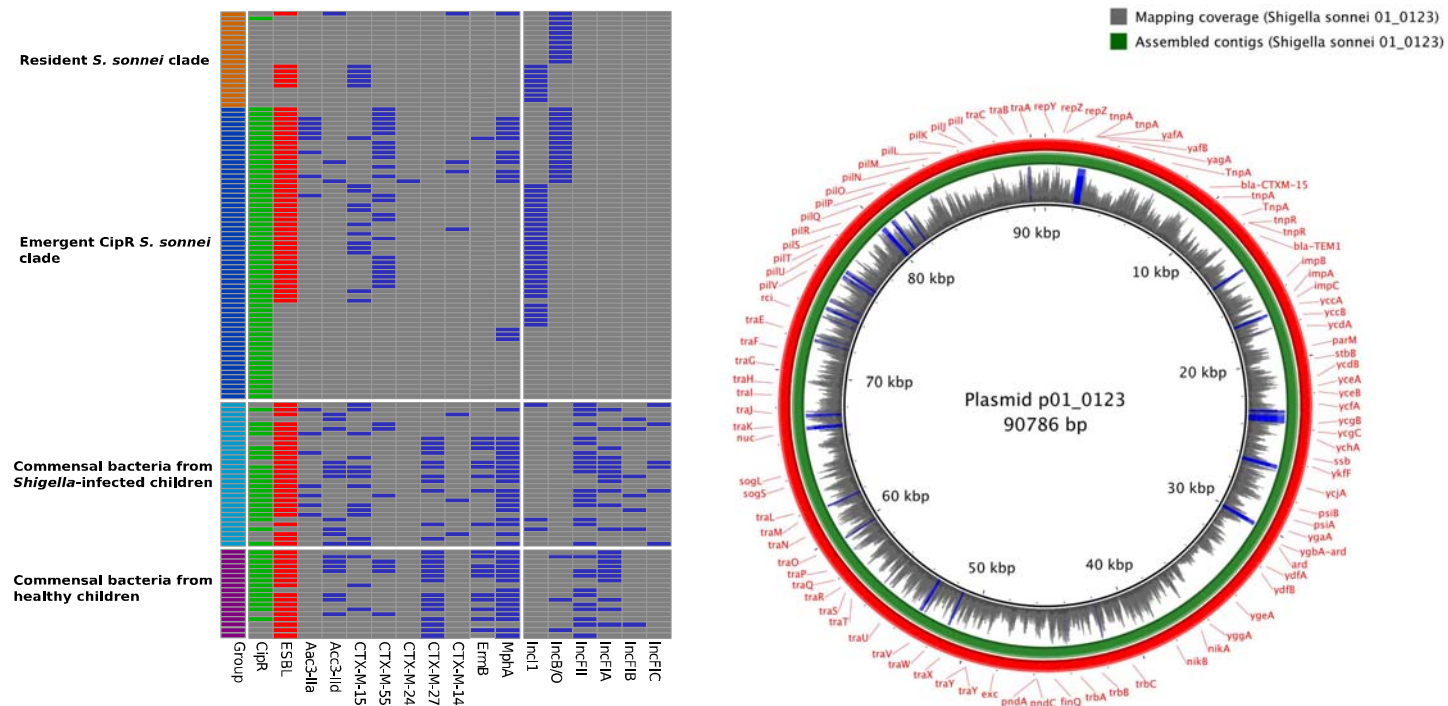 Resident S. sonnei clade
Emergent CipR S. sonnei
clade
Commensal bacteria from
Shigella-infected children
Commensal bacteria from
healthy children
Group
CipR
ESBL
Aac3-IIa
Acc3-IId
CTX-M-15
CTX-M-55
CTX-M-24
CTX-M-27
CTX-M-14
ErmB
MphA
IncI1
IncB/O
IncFII
IncFIA
IncFIB
IncFIC
Mapping coverage (Shigella sonnei 01_0123)
Assembled contigs (Shigella sonnei 01_0123)
Plasmid p01_0123
90786 bp
10 kbp
20 kbp
30 kbp
40 kbp
50 kbp
60 kbp
70 kbp
80 kbp
90 kbp
repY
repZ
repZ
tnpA
tnpA
yafA
yafB
yagA
TnpA
bla-CTXM-15
tnpA
TnpA
tnpR
tnpR
bla-TEM1
impB
impA
impC
yccA
yccB
ycdA
parM
stbB
ycdB
yceA
yceB
ycfA
ycgB
ycgC
ychA
ssb
ykfF
ycjA
psiB
psiA
ygaA
ygbA-ard
ard
ydfA
ydfB
ygeA
yggA
nikA
nikB
trbC
trbB
trbA
finQ
pndC
pndA
exc
traY
traY
traX
traW
traV
traU
traT
traS
traR
traQ
traP
traO
traN
traM
traL
sogS
sogL
nuc
traK
traJ
traI
traH
traG
traF
traE
rci
pilV
pilU
pilT
pilS
pilR
pilQ
pilP
pilO
pilN
pilM
pilL
pilK
pilJ
pilI
traC
traB
traA